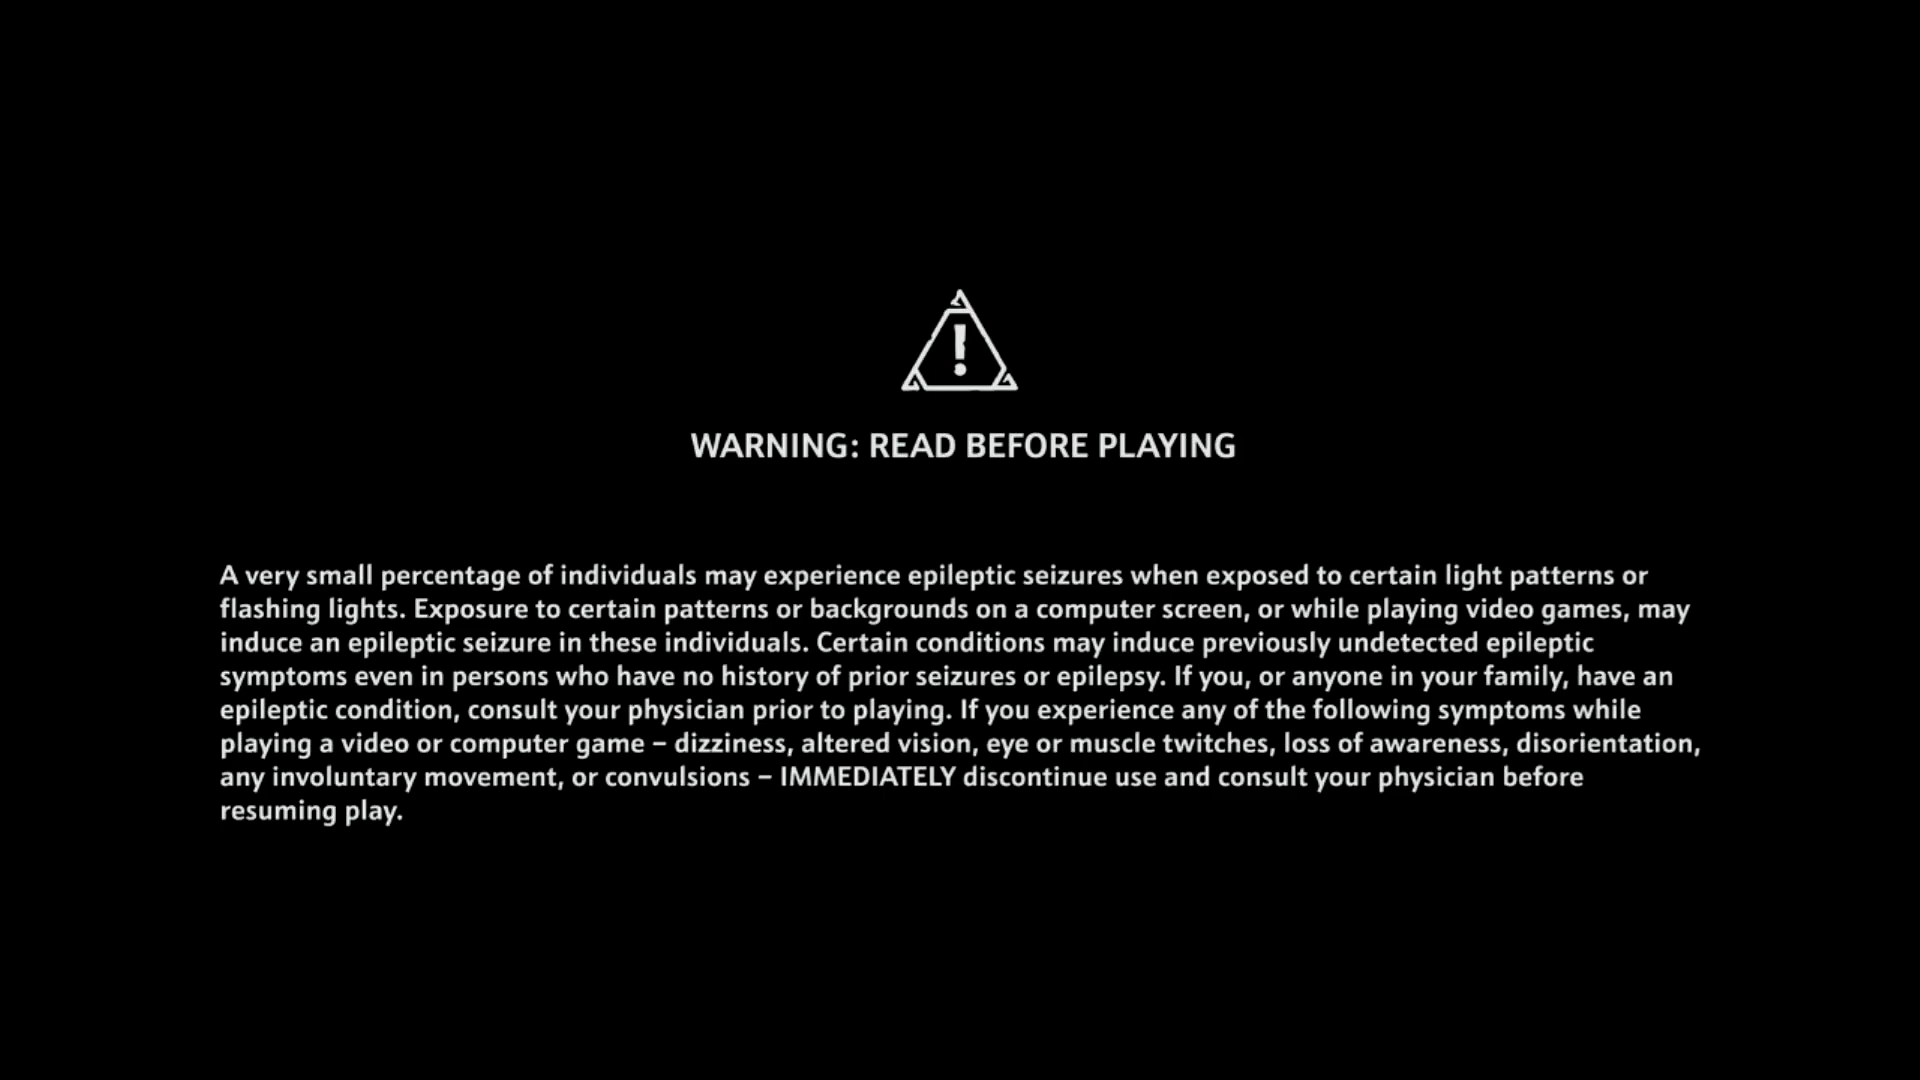 WARNING: READ BEFORE PLAYING
A very small percentage of individuals may experience epileptic seizures when exposed to certain light patterns or
flashing lights. Exposure to certain patterns or backgrounds on a computer screen, or while playing video games, may
induce an epileptic seizure in these individuals. Certain conditions may induce previously undetected epileptic
symptoms even in persons who have no history of prior seizures or epilepsy. If you, or anyone in your family, have an
epileptic condition, consult your physician prior to playing. If you experience any of the following symptoms while
playing a video or computer game – dizziness, altered vision, eye or muscle twitches, loss of awareness, disorientation,
any involuntary movement, or convulsions – IMMEDIATELY discontinue use and consult your physician before
resuming play.